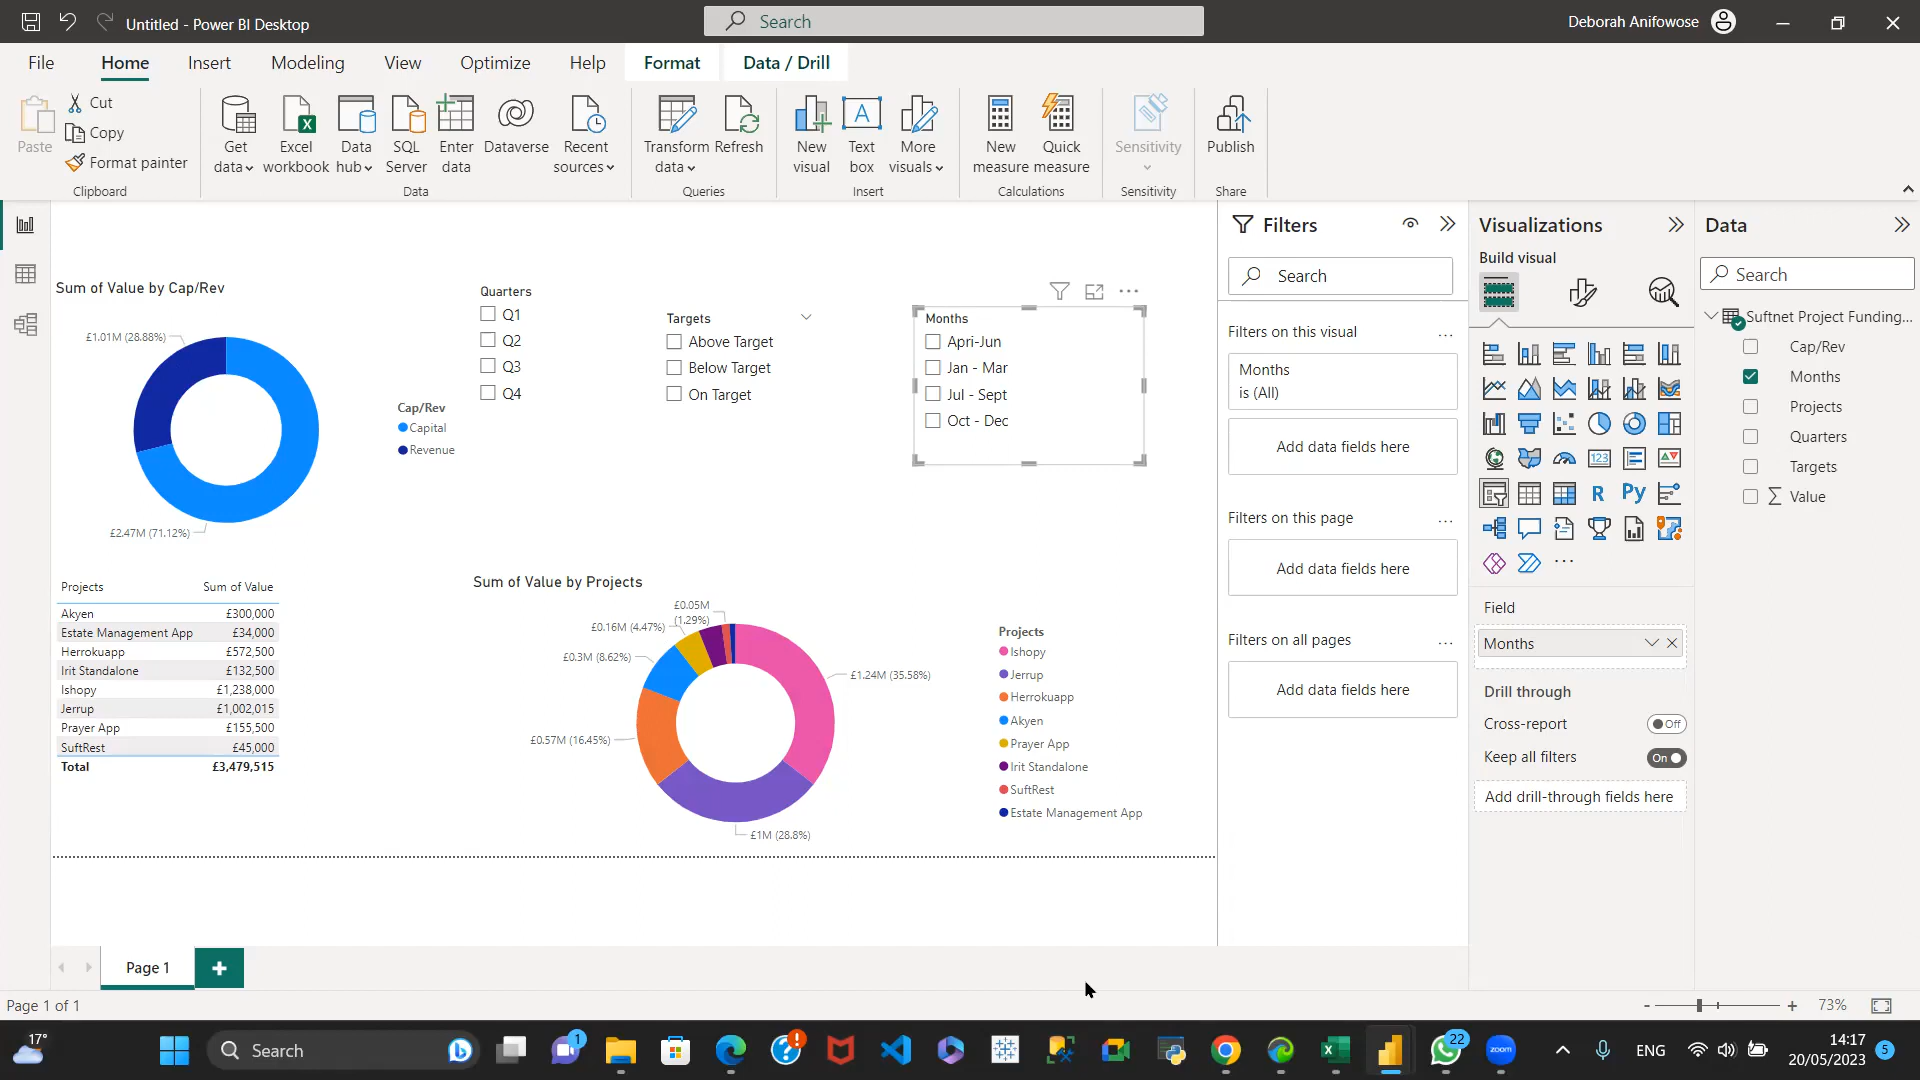 Untitled - Power BI Desktop
Search
Deborah Anifowose
File
Home
Insert
Modeling
View
Optimize
Help
Format
Data / Drill
Paste
Cut
Copy
Format painter
Clipboard
Get data
Excel workbook
Data hub
SQL Server
Enter data
Dataverse
Recent sources
Data
Transform data
Refresh
Queries
New visual
Text box
More visuals
Insert
New measure
Quick measure
Calculations
Sensitivity
Sensitivity
Publish
Share
Sum of Value by Cap/Rev
£1.01M (28.88%)
£2.47M (71.12%)
Cap/Rev
Capital
Revenue
Quarters
Q1
Q2
Q3
Q4
Targets
Above Target
Below Target
On Target
Months
Apri-Jun
Jan - Mar
Jul - Sept
Oct - Dec
Projects Sum of Value
Akyen £300,000
Estate Management App £34,000
Herrokuapp £572,500
Irit Standalone £132,500
Ishopy £1,238,000
Jerrup £1,002,015
Prayer App £155,500
SuftRest £45,000
Total £3,479,515
Sum of Value by Projects
£0.05M
(1.29%)
£0.16M (4.47%)
£0.3M (8.62%)
£0.57M (16.45%)
£1.24M (35.58%)
£1M (28.8%)
Projects
Ishopy
Jerrup
Herrokuapp
Akyen
Prayer App
Irit Standalone
SuftRest
Estate Management App
Filters
Search
Filters on this visual
Months
is (All)
Add data fields here
Filters on this page
Add data fields here
Filters on all pages
Add data fields here
Visualizations
Build visual
123
R
Py
Field
Months
Drill through
Cross-report
Off
Keep all filters
On
Add drill-through fields here
Data
Search
Suftnet Project Funding...
Cap/Rev
Months
Projects
Quarters
Targets
Value
Page 1
Page 1 of 1
73%
17°
Search
1
zoom
22
ENG
14:17
20/05/2023
5